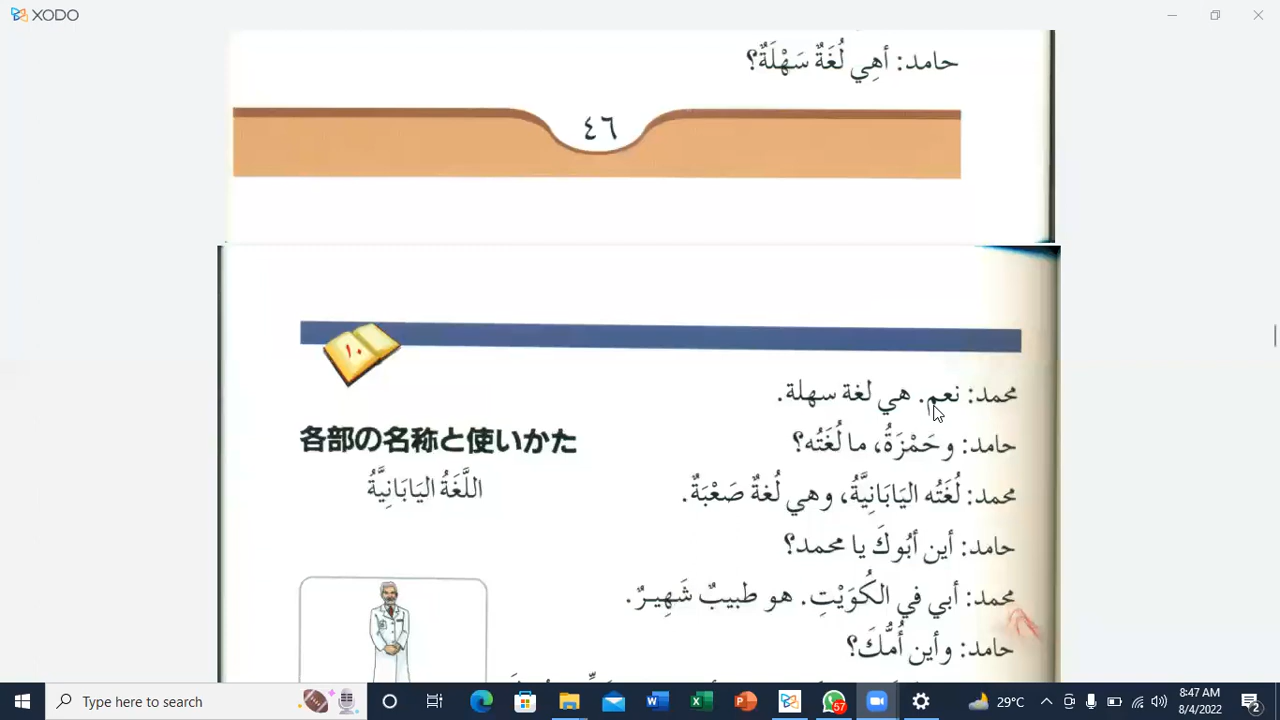 XODO
حامد: أهِي لُغَةٌ سَهْلَةٌ؟
٤٦
١٠
محمد: نعم. هي لغة سهلة.
حامد: وحَمْزَةُ، ما لُغَتُه؟
各部の名称と使いかた
محمد: لُغَتُه اليَابَانِيَّةُ، وهي لُغةٌ صَعْبَةٌ.
اللَّغَةُ اليَابَانِيَّةُ
حامد: أين أبُوكَ يا محمد؟
محمد: أبي في الكُوَيْتِ. هو طبيبٌ شَهِيرٌ.
حامد: وأين أُمُّكَ؟
Type here to search
57
29°C
8:47 AM
8/4/2022
2